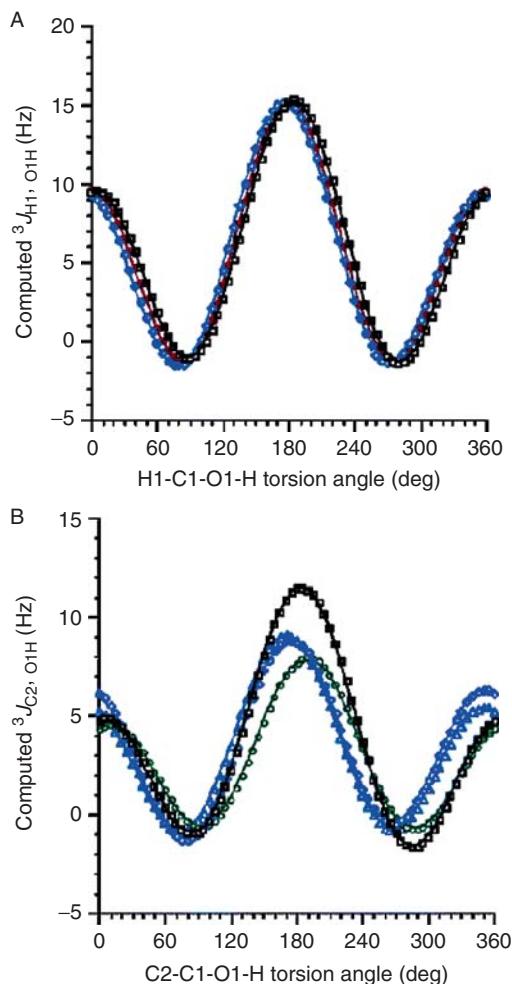 A
20
15
10
5
0
−5
Computed ³J_H1, O1H (Hz)
0 60 120 180 240 300 360
H1-C1-O1-H torsion angle (deg)
B
15
10
5
0
−5
Computed ³J_C2, O1H (Hz)
0 60 120 180 240 300 360
C2-C1-O1-H torsion angle (deg)